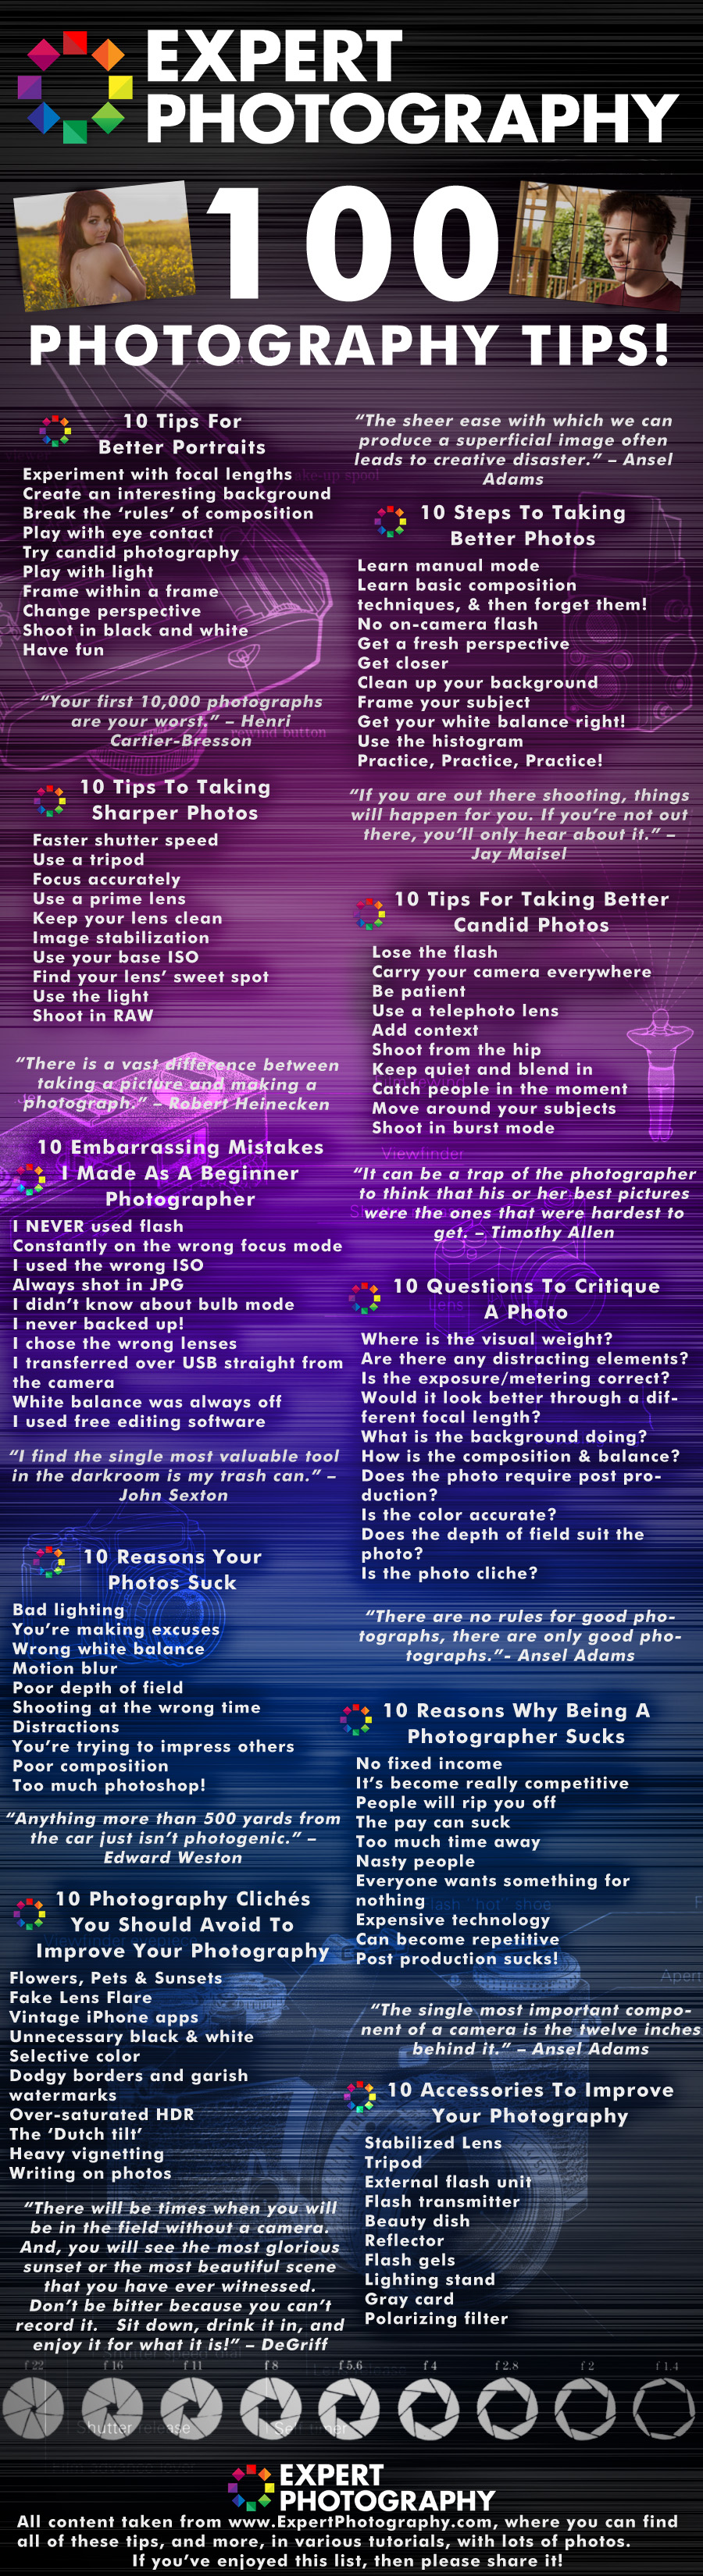 EXPERT
PHOTOGRAPHY
100
PHOTOGRAPHY TIPS!
10 Tips For
Better Portraits
Experiment with focal lengths
Create an interesting background
Break the ‘rules’ of composition
Play with eye contact
Try candid photography
Play with light
Frame within a frame
Change perspective
Shoot in black and white
Have fun
“Your first 10,000 photographs
are your worst.” – Henri
Cartier-Bresson
rewind button
10 Tips To Taking
Sharper Photos
Faster shutter speed
Use a tripod
Focus accurately
Use a prime lens
Keep your lens clean
Image stabilization
Use your base ISO
Find your lens’ sweet spot
Use the light
Shoot in RAW
“There is a vast difference between
taking a picture and making a
photograph.” – Robert Heinecken
10 Embarrassing Mistakes
I Made As A Beginner
Photographer
I NEVER used flash
Constantly on the wrong focus mode
I used the wrong ISO
Always shot in JPG
I didn’t know about bulb mode
I never backed up!
I chose the wrong lenses
I transferred over USB straight from
the camera
White balance was always off
I used free editing software
“I find the single most valuable tool
in the darkroom is my trash can.” –
John Sexton
10 Reasons Your
Photos Suck
Bad lighting
You’re making excuses
Wrong white balance
Motion blur
Poor depth of field
Shooting at the wrong time
Distractions
You’re trying to impress others
Poor composition
Too much photoshop!
“Anything more than 500 yards from
the car just isn’t photogenic.” –
Edward Weston
10 Photography Clichés
You Should Avoid To
Improve Your Photography
Flowers, Pets & Sunsets
Fake Lens Flare
Vintage iPhone apps
Unnecessary black & white
Selective color
Dodgy borders and garish
watermarks
Over-saturated HDR
The ‘Dutch tilt’
Heavy vignetting
Writing on photos
“There will be times when you will
be in the field without a camera.
And, you will see the most glorious
sunset or the most beautiful scene
that you have ever witnessed.
Don’t be bitter because you can’t
record it. Sit down, drink it in, and
enjoy it for what it is!” – DeGriff
“The sheer ease with which we can
produce a superficial image often
leads to creative disaster.” – Ansel
Adams
10 Steps To Taking
Better Photos
Learn manual mode
Learn basic composition
techniques, & then forget them!
No on-camera flash
Get a fresh perspective
Get closer
Clean up your background
Frame your subject
Get your white balance right!
Use the histogram
Practice, Practice, Practice!
“If you are out there shooting, things
will happen for you. If you’re not out
there, you’ll only hear about it.” –
Jay Maisel
10 Tips For Taking Better
Candid Photos
Lose the flash
Carry your camera everywhere
Be patient
Use a telephoto lens
Add context
Shoot from the hip
Keep quiet and blend in
Catch people in the moment
Move around your subjects
Shoot in burst mode
Viewfinder
“It can be a trap of the photographer
to think that his or her best pictures
were the ones that were hardest to
get. – Timothy Allen
10 Questions To Critique
A Photo
Lens
Where is the visual weight?
Are there any distracting elements?
Is the exposure/metering correct?
Would it look better through a dif-
ferent focal length?
What is the background doing?
How is the composition & balance?
Does the photo require post pro-
duction?
Is the color accurate?
Does the depth of field suit the
photo?
Is the photo cliche?
“There are no rules for good pho-
tographs, there are only good pho-
tographs.”- Ansel Adams
10 Reasons Why Being A
Photographer Sucks
No fixed income
It’s become really competitive
People will rip you off
The pay can suck
Too much time away
Nasty people
Everyone wants something for
nothing
Expensive technology
Can become repetitive
Post production sucks!
“The single most important compo-
nent of a camera is the twelve inches
behind it.” – Ansel Adams
10 Accessories To Improve
Your Photography
Stabilized Lens
Tripod
External flash unit
Flash transmitter
Beauty dish
Reflector
Flash gels
Lighting stand
Gray card
Polarizing filter
f 22 f 16 f 11 f 8 f 5.6 f 4 f 2.8 f 2 f 1.4
Shutter release Self-timer
EXPERT
PHOTOGRAPHY
All content taken from www.ExpertPhotography.com, where you can find
all of these tips, and more, in various tutorials, with lots of photos.
If you’ve enjoyed this list, then please share it!